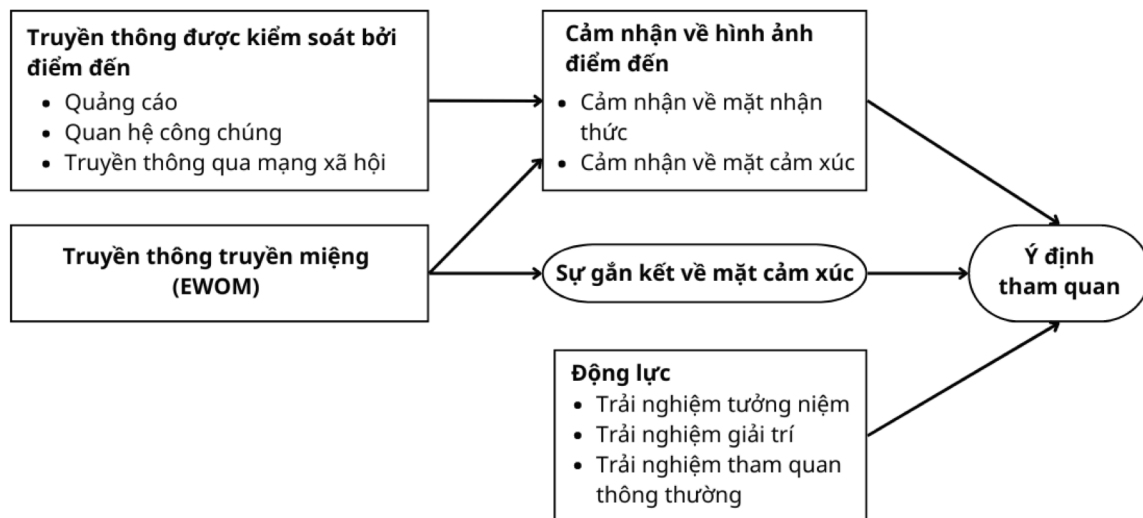 Truyền thông được kiểm soát bởi
điểm đến
• Quảng cáo
• Quan hệ công chúng
• Truyền thông qua mạng xã hội
Cảm nhận về hình ảnh
điểm đến
• Cảm nhận về mặt nhận
thức
• Cảm nhận về mặt cảm xúc
Truyền thông truyền miệng
(EWOM)
Sự gắn kết về mặt cảm xúc
Ý định
tham quan
Động lực
• Trải nghiệm tưởng niệm
• Trải nghiệm giải trí
• Trải nghiệm tham quan
thông thường